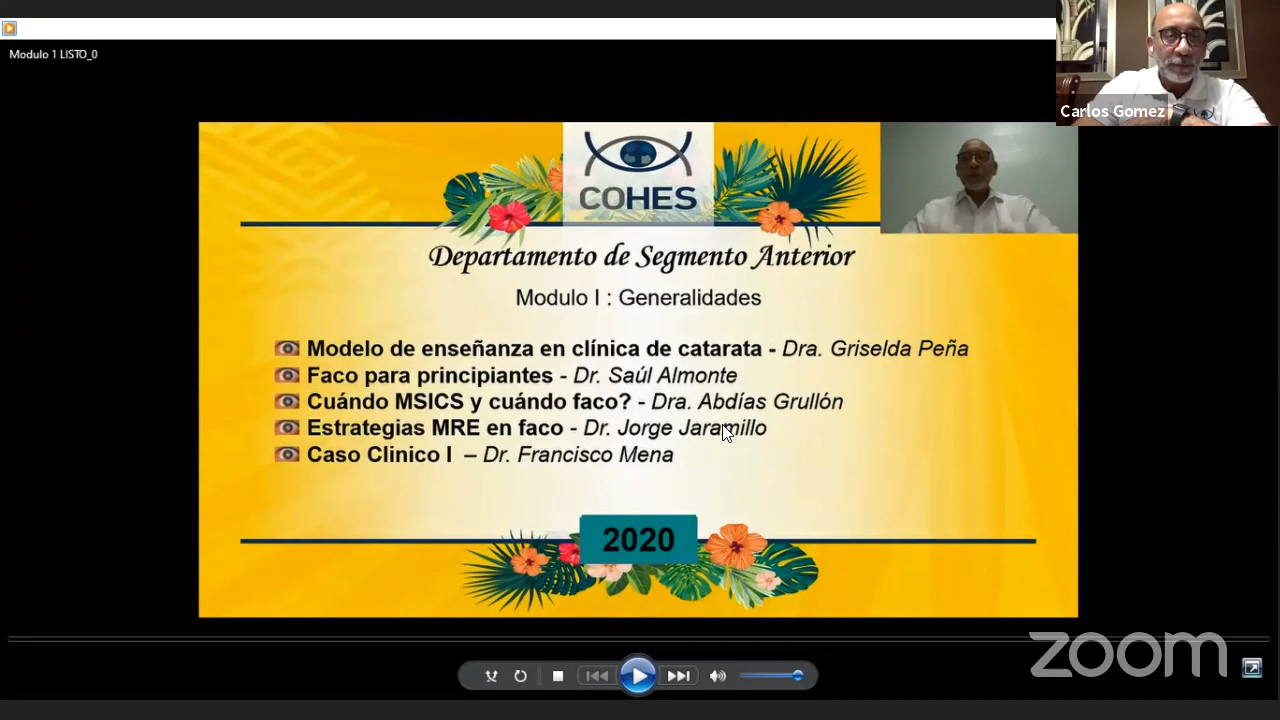 Modulo 1 LISTO_0
Carlos Gomez
COHES
Departamento de Segmento Anterior
Modulo I : Generalidades
Modelo de enseñanza en clínica de catarata - Dra. Griselda Peña
Faco para principiantes - Dr. Saúl Almonte
Cuándo MSICS y cuándo faco? - Dra. Abdías Grullón
Estrategias MRE en faco - Dr. Jorge Jaramillo
Caso Clinico I – Dr. Francisco Mena
2020
zoom